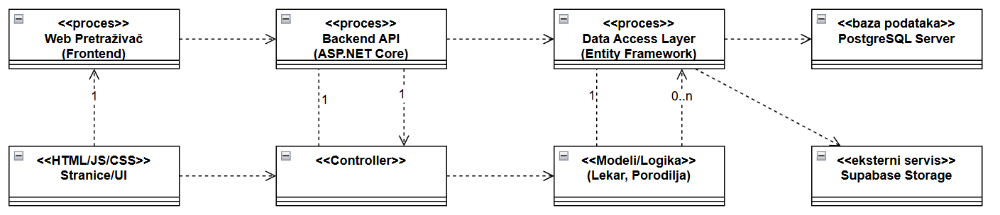 <<proces>>
Web Pretraživač
(Frontend)
<<proces>>
Backend API
(ASP.NET Core)
<<proces>>
Data Access Layer
(Entity Framework)
<<baza podataka>>
PostgreSQL Server
1
1
1
1
0..n
<<HTML/JS/CSS>>
Stranice/UI
<<Controller>>
<<Modeli/Logika>>
(Lekar, Porodilja)
<<eksterni servis>>
Supabase Storage